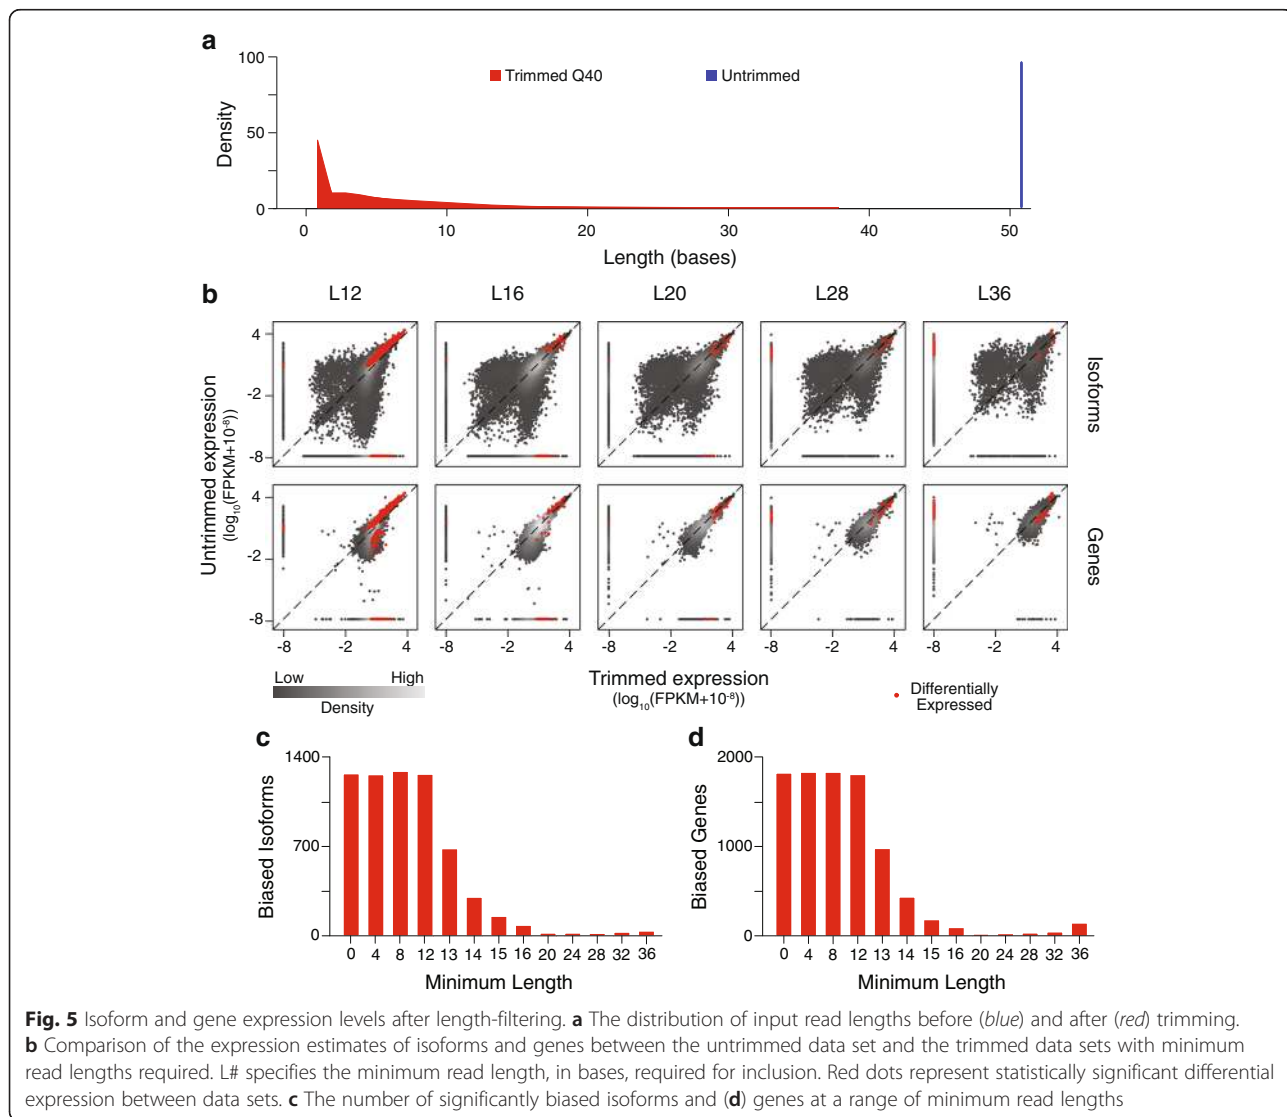 a
100
50
0
Density
Trimmed Q40
Untrimmed
0 10 20 30 40 50
Length (bases)
b
L12 L16 L20 L28 L36
4
-2
-8
Isoforms
Untrimmed expression
(log10(FPKM+10-8))
4
-2
-8
Genes
-8 -2 4 -8 -2 4 -8 -2 4 -8 -2 4 -8 -2 4
Low High
Density
Trimmed expression
(log10(FPKM+10-8))
Differentially
Expressed
c
1400
700
0
Biased Isoforms
0 4 8 12 13 14 15 16 20 24 28 32 36
Minimum Length
d
2000
1000
0
Biased Genes
0 4 8 12 13 14 15 16 20 24 28 32 36
Minimum Length
Fig. 5 Isoform and gene expression levels after length-filtering. a The distribution of input read lengths before (blue) and after (red) trimming.
b Comparison of the expression estimates of isoforms and genes between the untrimmed data set and the trimmed data sets with minimum
read lengths required. L# specifies the minimum read length, in bases, required for inclusion. Red dots represent statistically significant differential
expression between data sets. c The number of significantly biased isoforms and (d) genes at a range of minimum read lengths